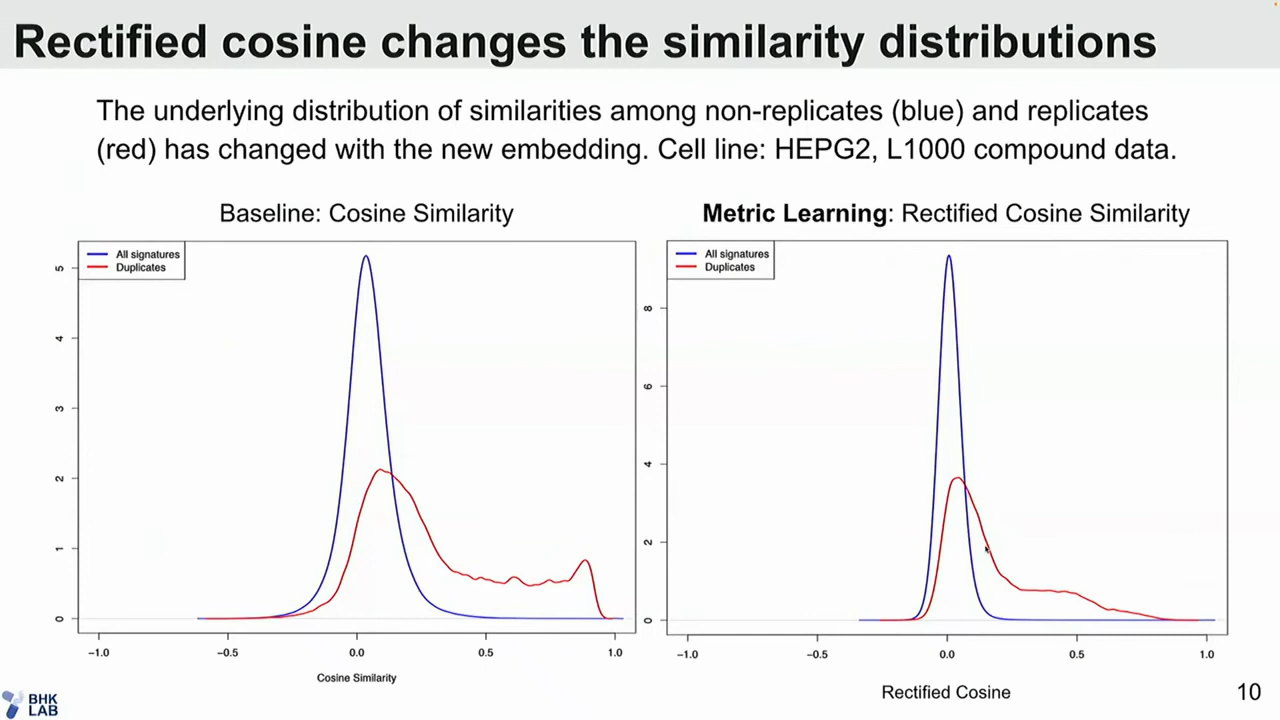 Rectified cosine changes the similarity distributions
The underlying distribution of similarities among non-replicates (blue) and replicates
(red) has changed with the new embedding. Cell line: HEPG2, L1000 compound data.
Baseline: Cosine Similarity
All signatures
Duplicates
5
4
3
2
1
0
-1.0 -0.5 0.0 0.5 1.0
Cosine Similarity
Metric Learning: Rectified Cosine Similarity
All signatures
Duplicates
8
6
4
2
0
-1.0 -0.5 0.0 0.5 1.0
Rectified Cosine
BHK
LAB
10